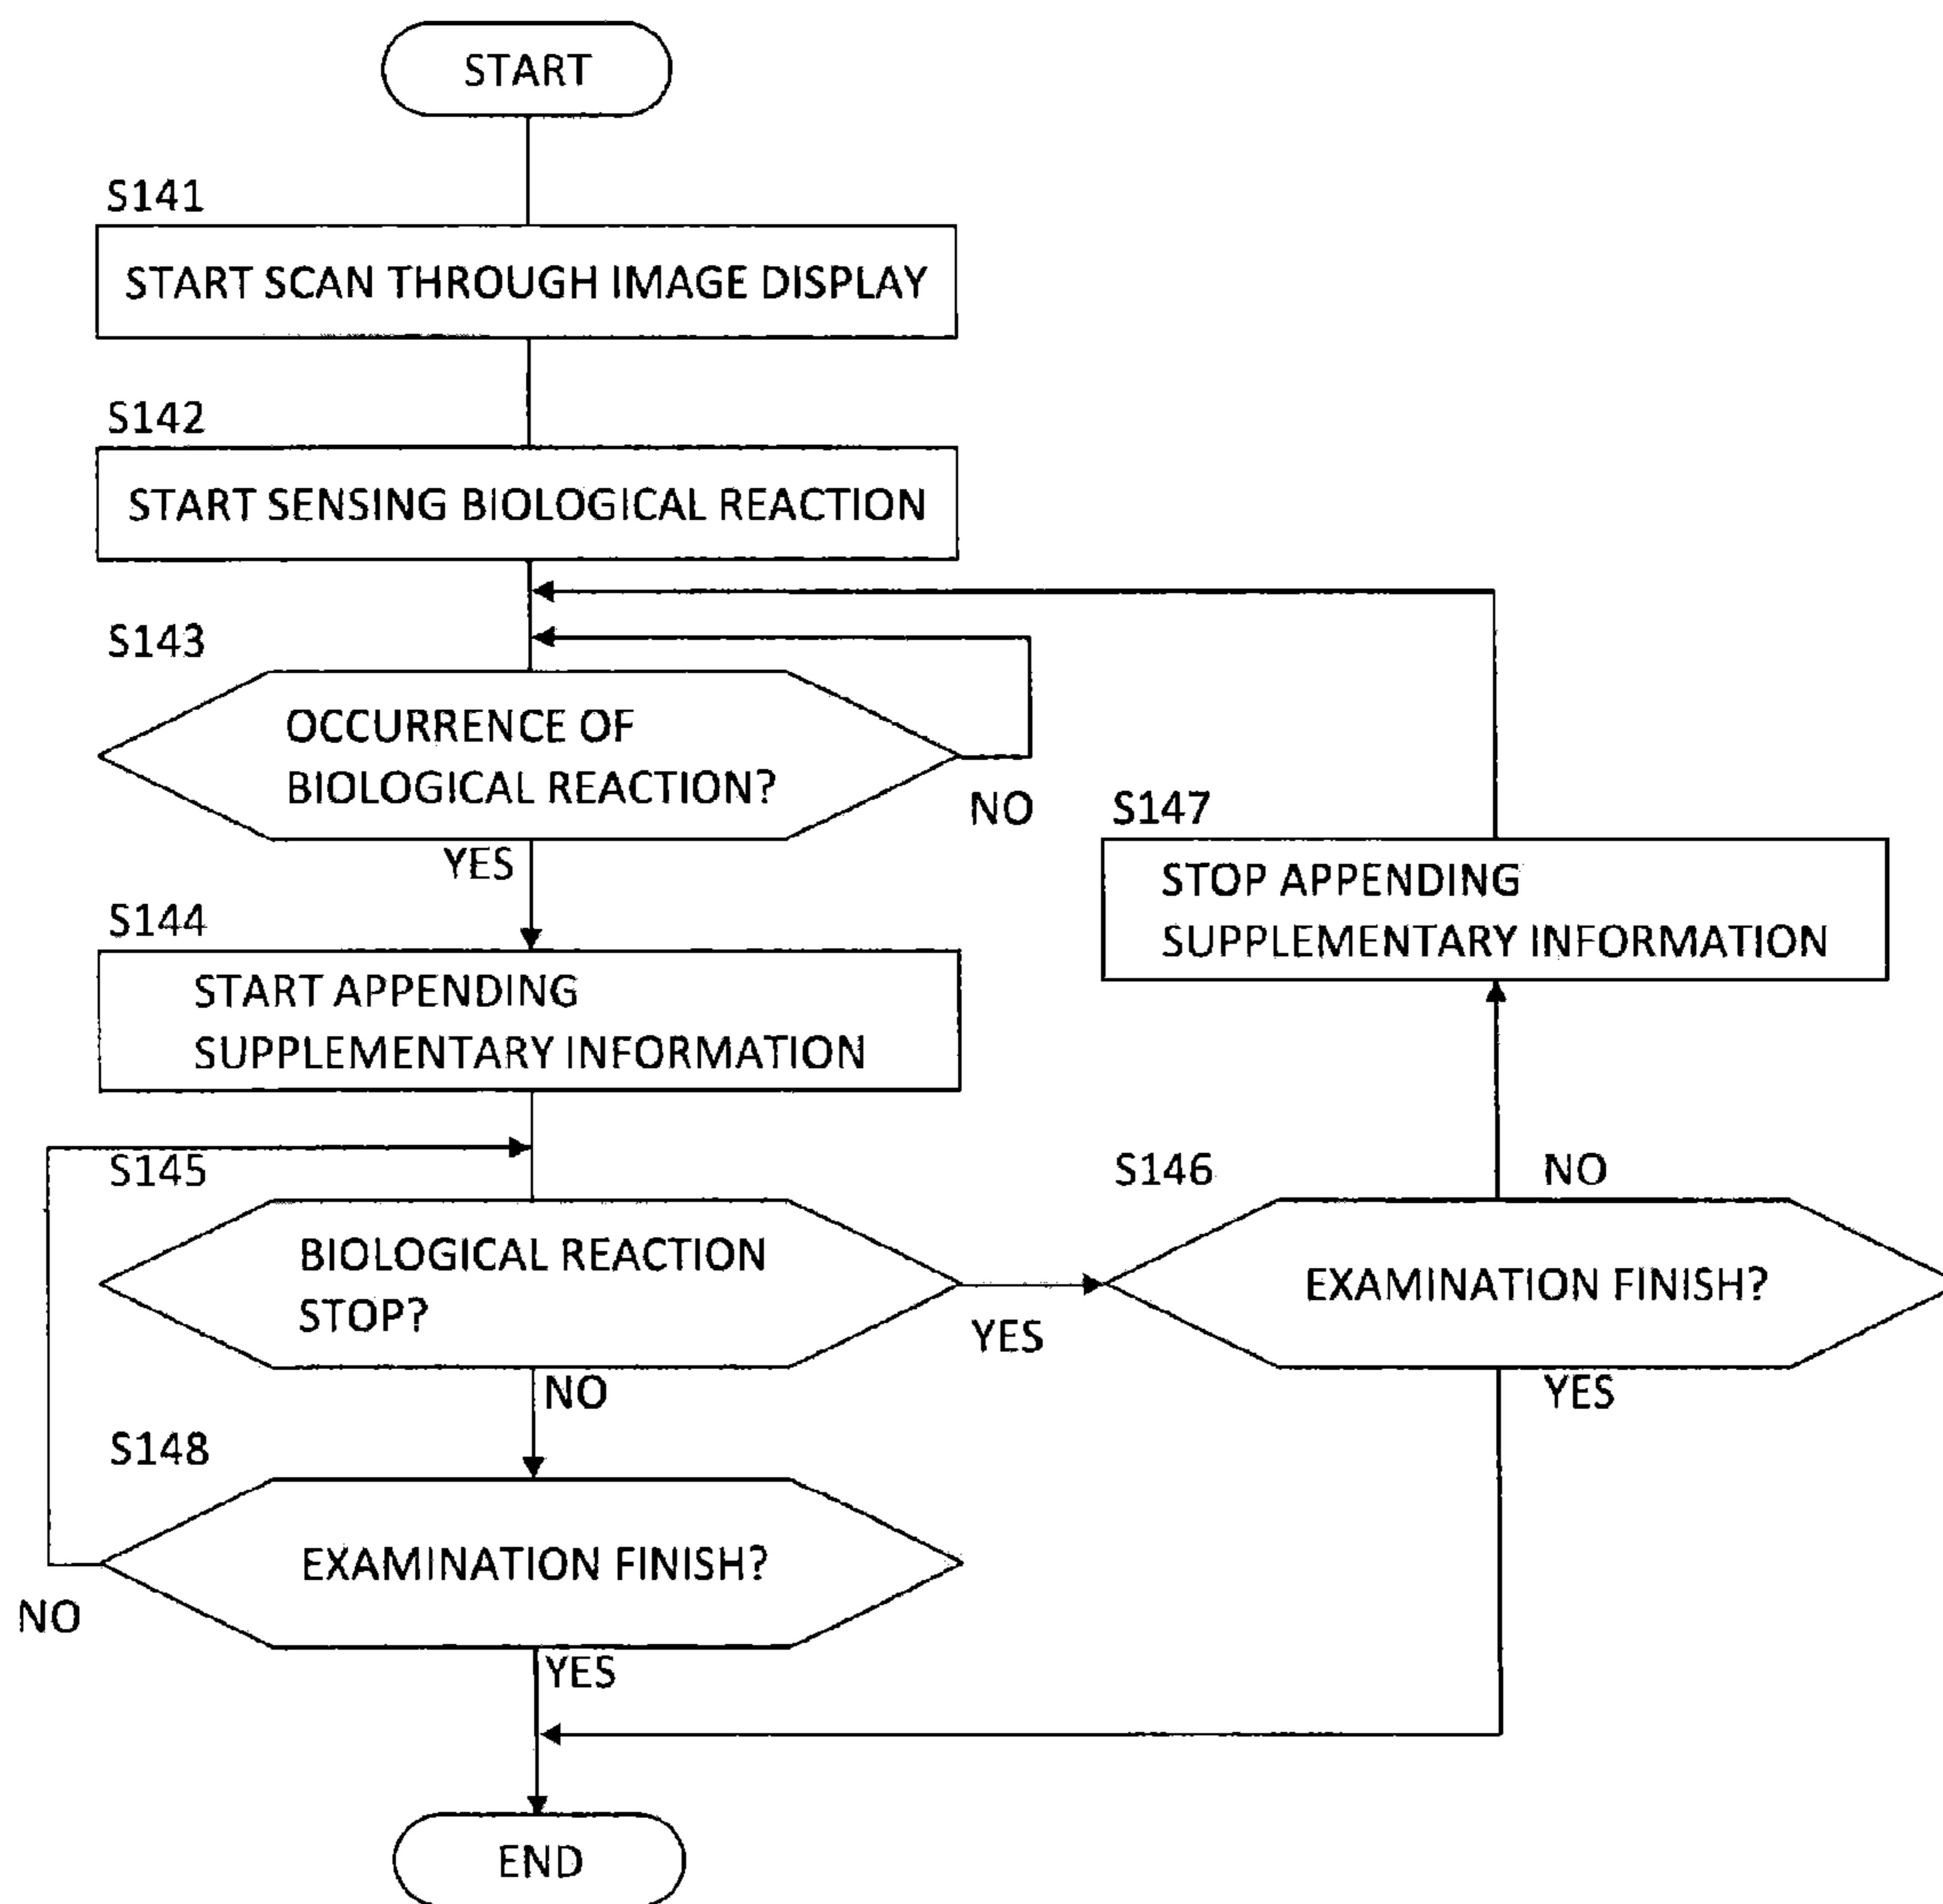 START
S141
START SCAN THROUGH IMAGE DISPLAY
S142
START SENSING BIOLOGICAL REACTION
S143
OCCURRENCE OF
BIOLOGICAL REACTION?
NO
YES
S144
START APPENDING
SUPPLEMENTARY INFORMATION
S145
BIOLOGICAL REACTION
STOP?
YES
NO
S146
EXAMINATION FINISH?
NO
YES
S147
STOP APPENDING
SUPPLEMENTARY INFORMATION
S148
EXAMINATION FINISH?
NO
YES
END